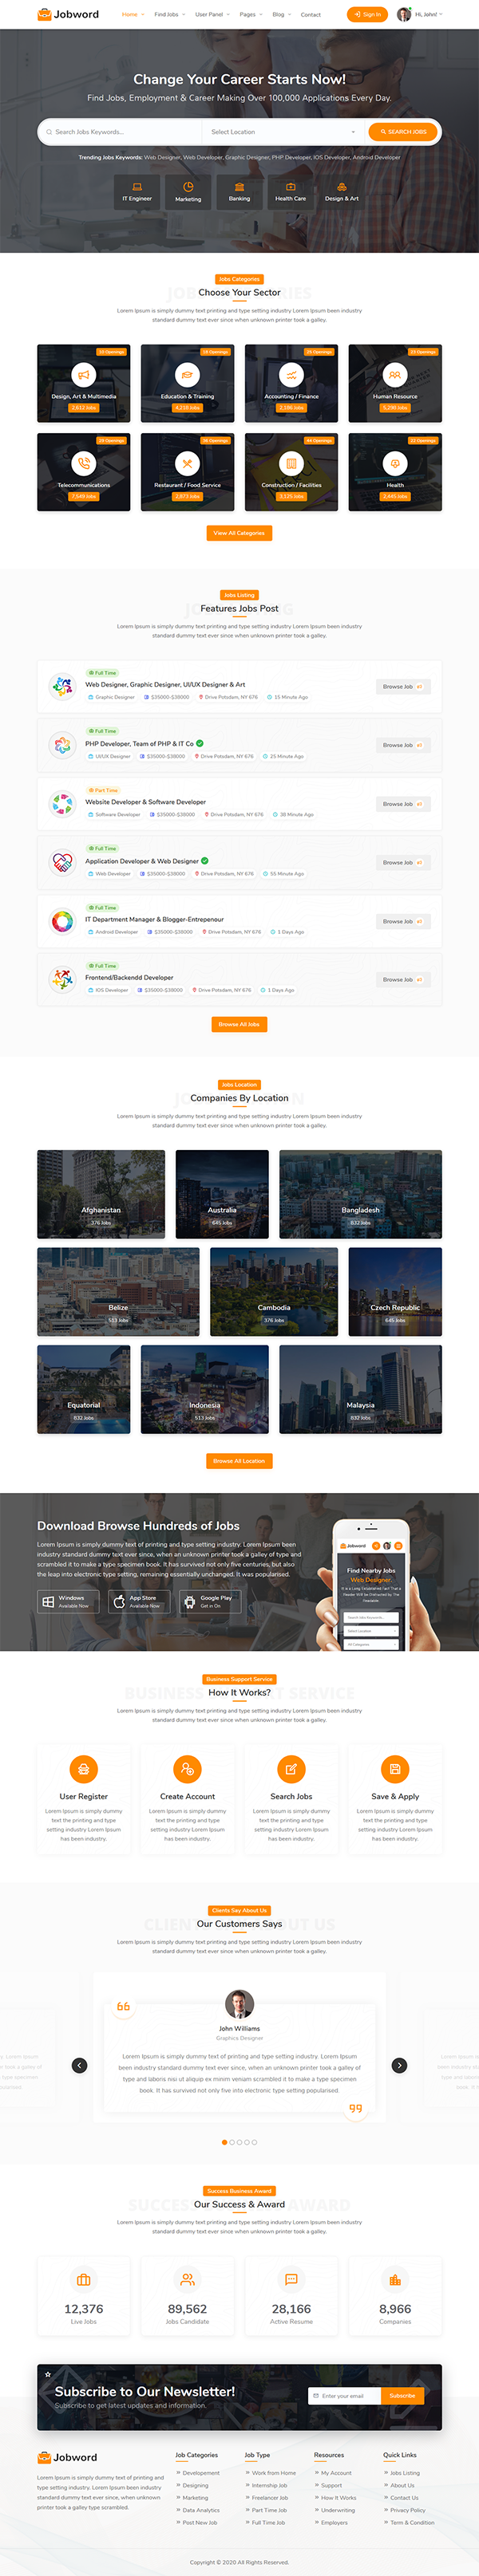 Jobword
Home Find Jobs User Panel Pages Blog Contact
Sign In
Hi, John!
Change Your Career Starts Now!
Find Jobs, Employment & Career Making Over 100,000 Applications Every Day.
Search Jobs Keywords...
Select Location
SEARCH JOBS
Trending Jobs Keywords: Web Designer, Web Developer, Graphic Designer, PHP Developer, IOS Developer, Android Developer
IT Engineer
Marketing
Banking
Health Care
Design & Art
Jobs Categories
Choose Your Sector
Lorem Ipsum is simply dummy text printing and type setting industry Lorem Ipsum been industry
standard dummy text ever since when unknown printer took a galley.
Design, Art & Multimedia
2,612 Jobs
Education & Training
4,218 Jobs
Accounting / Finance
2,186 Jobs
Human Resource
5,298 Jobs
Telecommunications
7,549 Jobs
Restaurant / Food Service
2,873 Jobs
Construction / Facilities
3,125 Jobs
Health
2,445 Jobs
View All Categories
Jobs Listing
Features Jobs Post
Lorem Ipsum is simply dummy text printing and type setting industry Lorem Ipsum been industry
standard dummy text ever since when unknown printer took a galley.
Full Time
Web Designer, Graphic Designer, UI/UX Designer & Art
Graphic Designer $35000-$38000 Drive Potsdam, NY 676 15 Minute Ago
Browse Job
Full Time
PHP Developer, Team of PHP & IT Co
UI/UX Designer $35000-$38000 Drive Potsdam, NY 676 25 Minute Ago
Browse Job
Part Time
Website Developer & Software Developer
Software Developer $35000-$38000 Drive Potsdam, NY 676 38 Minute Ago
Browse Job
Full Time
Application Developer & Web Designer
Web Developer $35000-$38000 Drive Potsdam, NY 676 55 Minute Ago
Browse Job
Full Time
IT Department Manager & Blogger-Entrepenour
Android Developer $35000-$38000 Drive Potsdam, NY 676 1 Days Ago
Browse Job
Full Time
Frontend/Backendd Developer
IOS Developer $35000-$38000 Drive Potsdam, NY 676 1 Days Ago
Browse Job
Browse All Jobs
Jobs Location
Companies By Location
Lorem Ipsum is simply dummy text printing and type setting industry Lorem Ipsum been industry
standard dummy text ever since when unknown printer took a galley.
Afghanistan
376 Jobs
Australia
645 Jobs
Bangladesh
832 Jobs
Belize
513 Jobs
Cambodia
376 Jobs
Czech Republic
645 Jobs
Equatorial
832 Jobs
Indonesia
513 Jobs
Malaysia
832 Jobs
Browse All Location
Download Browse Hundreds of Jobs
Lorem Ipsum is simply dummy text of printing and type setting industry. Lorem Ipsum been
industry standard dummy text ever since, when an unknown printer took a galley of type and
scrambled it to make a type specimen book. It has survived not only five centuries, but also
the leap into electronic type setting, remaining essentially unchanged. It was popularised.
Windows
Available Now
App Store
Available Now
Google Play
Get in On
Jobword
Find Nearby Jobs
Web Designer.
Search Jobs Keywords...
Select Location
All Categories
Business Support Service
How It Works?
Lorem Ipsum is simply dummy text printing and type setting industry Lorem Ipsum been industry
standard dummy text ever since when unknown printer took a galley.
User Register
Lorem Ipsum is simply dummy
text the printing and type
setting industry Lorem Ipsum
has been industry.
Create Account
Lorem Ipsum is simply dummy
text the printing and type
setting industry Lorem Ipsum
has been industry.
Search Jobs
Lorem Ipsum is simply dummy
text the printing and type
setting industry Lorem Ipsum
has been industry.
Save & Apply
Lorem Ipsum is simply dummy
text the printing and type
setting industry Lorem Ipsum
has been industry.
Clients Say About Us
Our Customers Says
Lorem Ipsum is simply dummy text printing and type setting industry Lorem Ipsum been industry
standard dummy text ever since when unknown printer took a galley.
John Williams
Graphics Designer
Lorem Ipsum is simply dummy text of printing and type setting industry. Lorem Ipsum
been industry standard dummy text ever since, when an unknown printer took a galley of
type and laboris nisi ut aliquip ex minim veniam scrambled it to make a type specimen
book. It has survived not only five into electronic type setting popularised.
Success Business Award
Our Success & Award
Lorem Ipsum is simply dummy text printing and type setting industry Lorem Ipsum been industry
standard dummy text ever since when unknown printer took a galley.
12,376
Live Jobs
89,562
Jobs Candidate
28,166
Active Resume
8,966
Companies
Subscribe to Our Newsletter!
Subscribe to get latest updates and information.
Enter your email
Subscribe
Jobword
Lorem Ipsum is simply dummy text of printing and
type setting industry. Lorem Ipsum been industry
standard dummy text ever since, when an unknown
printer took a galley type scrambled.
Job Categories
Developement
Designing
Marketing
Data Analytics
Post New Job
Job Type
Work from Home
Internship Job
Freelancer Job
Part Time Job
Full Time Job
Resources
My Account
Support
How It Works
Underwriting
Employers
Quick Links
Jobs Listing
About Us
Contact Us
Privacy Policy
Term & Condition
Copyright © 2020 All Rights Reserved.